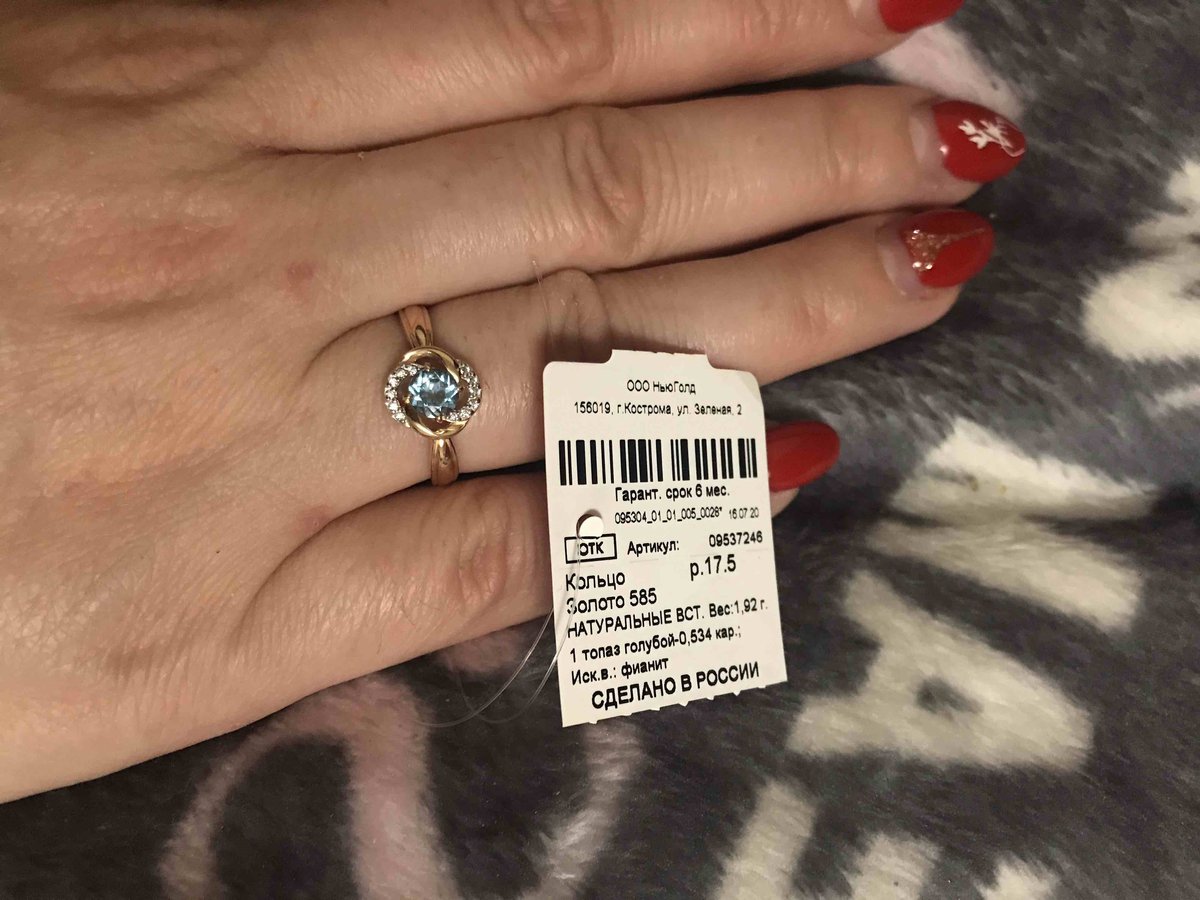 ООО НьюГолд
156019, г.Кострома, ул. Зеленая, 2
Гарант. срок 6 мес.
095304_01_01_005_0028* 16.07.20
ОТК Артикул: 09537246
Кольцо р.17.5
Золото 585
НАТУРАЛЬНЫЕ ВСТ. Вес:1,92 г.
1 топаз голубой-0,534 кар.;
Иск.в.: фианит
СДЕЛАНО В РОССИИ